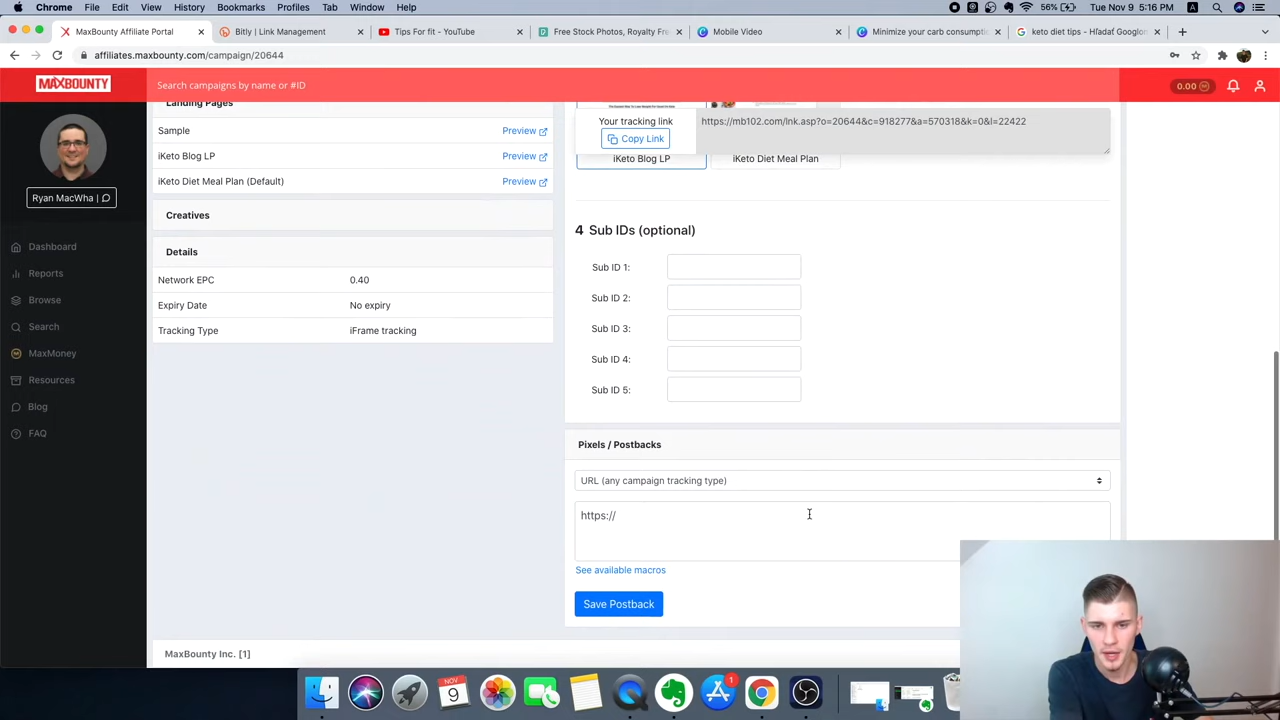 Chrome File Edit View History Bookmarks Profiles Tab Window Help
56% Tue Nov 9 5:16 PM
MaxBounty Affiliate Portal
Bitly | Link Management
Tips For fit - YouTube
Free Stock Photos, Royalty Fre
Mobile Video
Minimize your carb consumpti
keto diet tips - Hľadať Google
affiliates.maxbounty.com/campaign/20644
MAXBOUNTY
Search campaigns by name or #ID
0.00
Ryan MacWha |
Dashboard
Reports
Browse
Search
MaxMoney
Resources
Blog
FAQ
Landing Pages
Sample Preview
iKeto Blog LP Preview
iKeto Diet Meal Plan (Default) Preview
Creatives
Details
Network EPC 0.40
Expiry Date No expiry
Tracking Type iFrame tracking
Your tracking link
Copy Link
https://mb102.com/lnk.asp?o=20644&c=918277&a=570318&k=0&l=22422
iKeto Blog LP
iKeto Diet Meal Plan
4 Sub IDs (optional)
Sub ID 1:
Sub ID 2:
Sub ID 3:
Sub ID 4:
Sub ID 5:
Pixels / Postbacks
URL (any campaign tracking type)
https://
See available macros
Save Postback
MaxBounty Inc. [1]
NOV
9
1